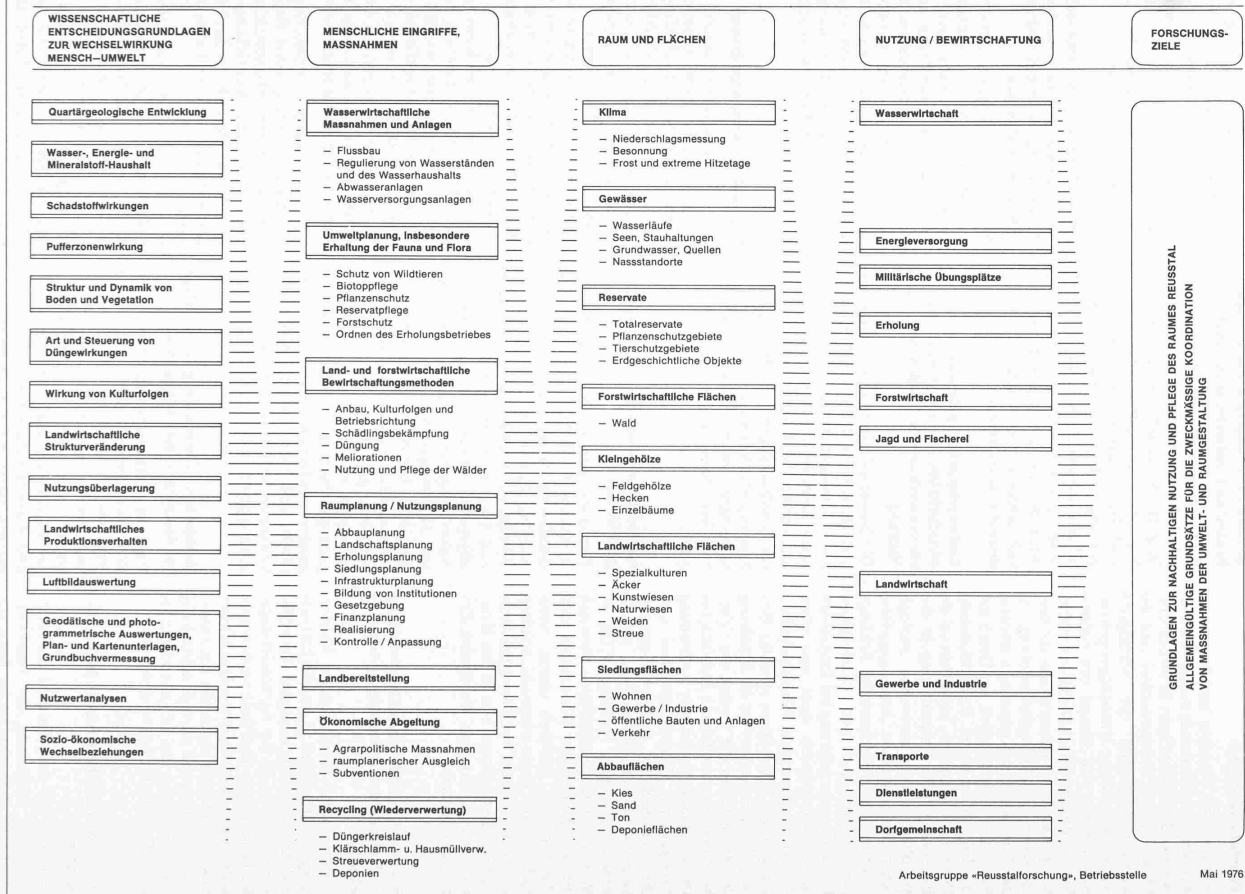 WISSENSCHAFTLICHE
ENTSCHEIDUNGSGRUNDLAGEN
ZUR WECHSELWIRKUNG
MENSCH—UMWELT
MENSCHLICHE EINGRIFFE,
MASSNAHMEN
RAUM UND FLÄCHEN
NUTZUNG / BEWIRTSCHAFTUNG
FORSCHUNGS-
ZIELE
Quartärgeologische Entwicklung
Wasser-, Energie- und
Mineralstoff-Haushalt
Schadstoffwirkungen
Pufferzonenwirkung
Struktur und Dynamik von
Boden und Vegetation
Art und Steuerung von
Düngewirkungen
Wirkung von Kulturfolgen
Landwirtschaftliche
Strukturveränderung
Nutzungsüberlagerung
Landwirtschaftliches
Produktionsverhalten
Luftbildauswertung
Geodätische und photo-
grammetrische Auswertungen,
Plan- und Kartenunterlagen,
Grundbuchvermessung
Nutzwertanalysen
Sozio-ökonomische
Wechselbeziehungen
Wasserwirtschaftliche
Massnahmen und Anlagen
– Flussbau
– Regulierung von Wasserständen
und des Wasserhaushalts
– Abwasseranlagen
– Wasserversorgungsanlagen
Umweltplanung, Insbesondere
Erhaltung der Fauna und Flora
– Schutz von Wildtieren
– Biotoppflege
– Pflanzenschutz
– Reservatpflege
– Forstschutz
– Ordnen des Erholungsbetriebes
Land- und forstwirtschaftliche
Bewirtschaftungsmethoden
– Anbau, Kulturfolgen und
Betriebsrichtung
– Schädlingsbekämpfung
– Düngung
– Meliorationen
– Nutzung und Pflege der Wälder
Raumplanung / Nutzungsplanung
– Abbauplanung
– Landschaftsplanung
– Erholungsplanung
– Siedlungsplanung
– Infrastrukturplanung
– Bildung von Institutionen
– Gesetzgebung
– Finanzplanung
– Realisierung
– Kontrolle / Anpassung
Landbereitstellung
Ökonomische Abgeltung
– Agrarpolitische Massnahmen
– raumplanerischer Ausgleich
– Subventionen
Recycling (Wiederverwertung)
– Düngerkreislauf
– Klärschlamm- u. Hausmüllverw.
– Streueverwertung
– Deponien
Klima
– Niederschlagsmessung
– Besonnung
– Frost und extreme Hitzetage
Gewässer
– Wasserläufe
– Seen, Stauhaltungen
– Grundwasser, Quellen
– Nassstandorte
Reservate
– Totalreservate
– Pflanzenschutzgebiete
– Tierschutzgebiete
– Erdgeschichtliche Objekte
Forstwirtschaftliche Flächen
– Wald
Kleingehölze
– Feldgehölze
– Hecken
– Einzelbäume
Landwirtschaftliche Flächen
– Spezialkulturen
– Äcker
– Kunstwiesen
– Naturwiesen
– Weiden
– Streue
Siedlungsflächen
– Wohnen
– Gewerbe / Industrie
– öffentliche Bauten und Anlagen
– Verkehr
Abbauflächen
– Kies
– Sand
– Ton
– Deponieflächen
Wasserwirtschaft
Energieversorgung
Militärische Übungsplätze
Erholung
Forstwirtschaft
Jagd und Fischerei
Landwirtschaft
Gewerbe und Industrie
Transporte
Dienstleistungen
Dorfgemeinschaft
GRUNDLAGEN ZUR NACHHALTIGEN NUTZUNG UND PFLEGE DES RAUMES REUSSTAL
ALLGEMEINGÜLTIGE GRUNDSÄTZE FÜR DIE ZWECKMÄSSIGE KOORDINATION
VON MASSNAHMEN DER UMWELT- UND RAUMGESTALTUNG
Arbeitsgruppe «Reusstalforschung», Betriebsstelle Mai 1976